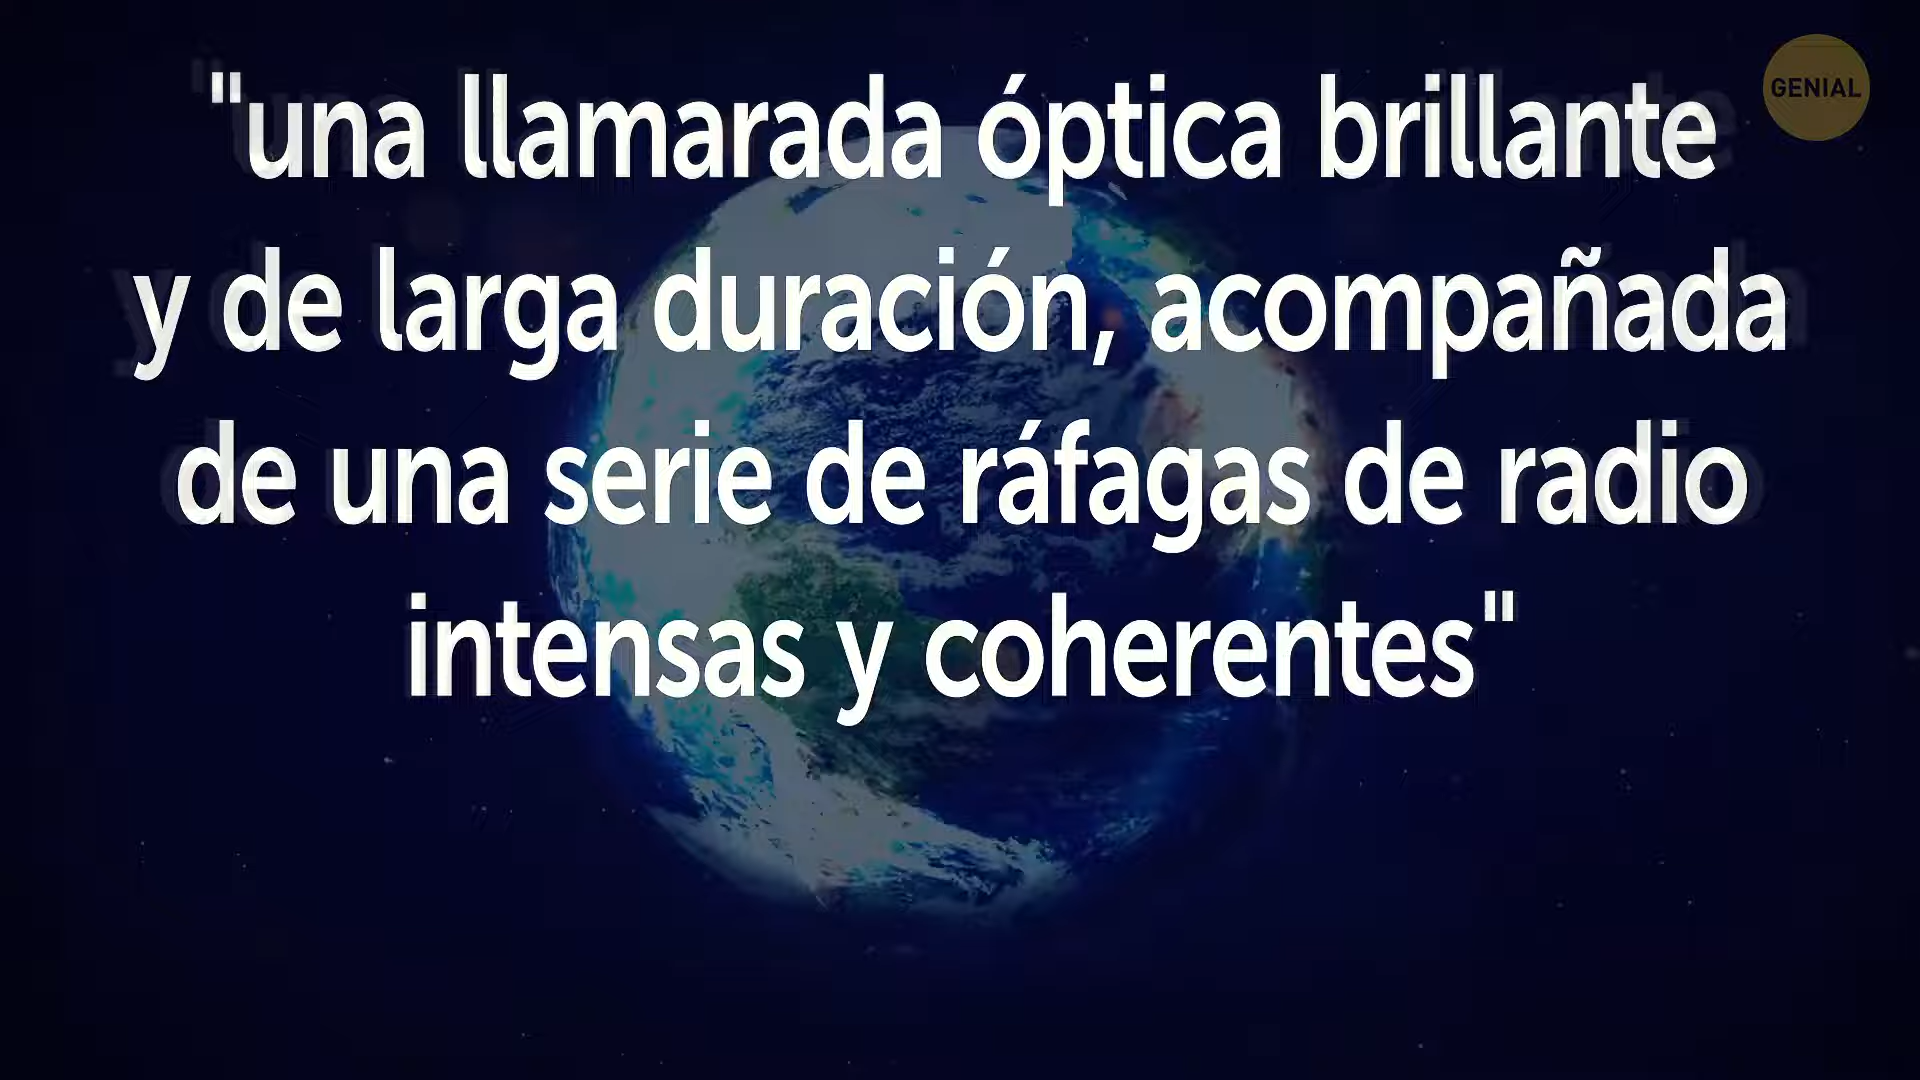 "una llamarada óptica brillante
y de larga duración, acompañada
de una serie de ráfagas de radio
intensas y coherentes"
GENIAL